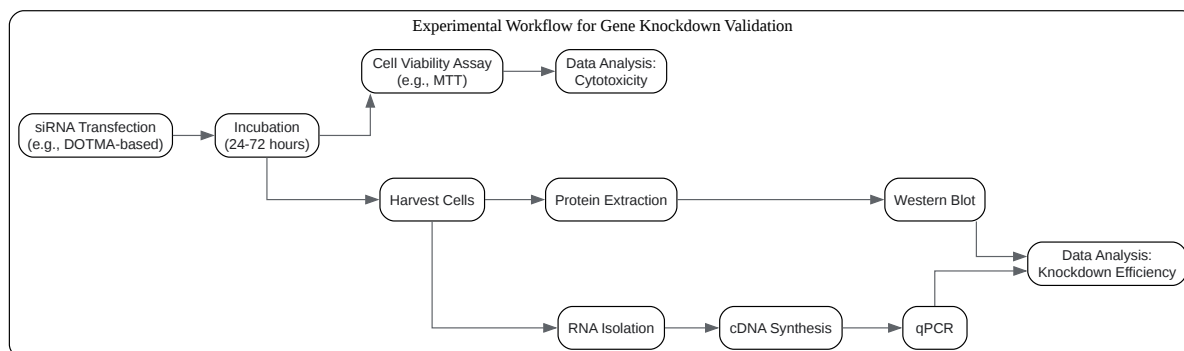 Experimental Workflow for Gene Knockdown Validation
Cell Viability Assay
(e.g., MTT)
Data Analysis:
Cytotoxicity
siRNA Transfection
(e.g., DOTMA-based)
Incubation
(24-72 hours)
Harvest Cells
Protein Extraction
Western Blot
Data Analysis:
Knockdown Efficiency
RNA Isolation
cDNA Synthesis
qPCR